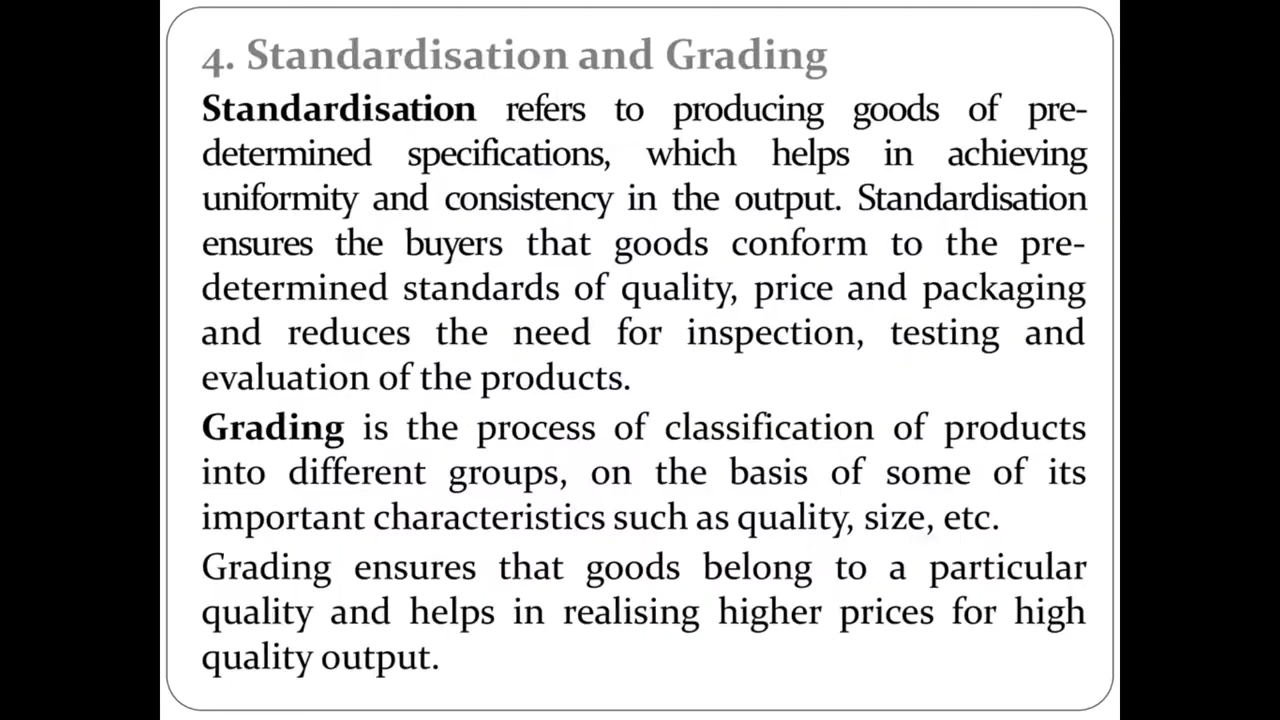 4. Standardisation and Grading
Standardisation refers to producing goods of pre-
determined specifications, which helps in achieving
uniformity and consistency in the output. Standardisation
ensures the buyers that goods conform to the pre-
determined standards of quality, price and packaging
and reduces the need for inspection, testing and
evaluation of the products.
Grading is the process of classification of products
into different groups, on the basis of some of its
important characteristics such as quality, size, etc.
Grading ensures that goods belong to a particular
quality and helps in realising higher prices for high
quality output.